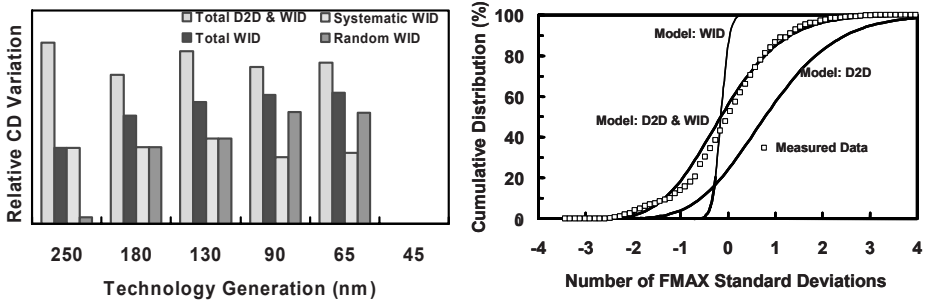 Total D2D & WID
Systematic WID
Total WID
Random WID
Relative CD Variation
250 180 130 90 65 45
Technology Generation (nm)
Cumulative Distribution (%)
100
80
60
40
20
0
Model: WID
Model: D2D
Model: D2D & WID
Measured Data
-4 -3 -2 -1 0 1 2 3 4
Number of FMAX Standard Deviations